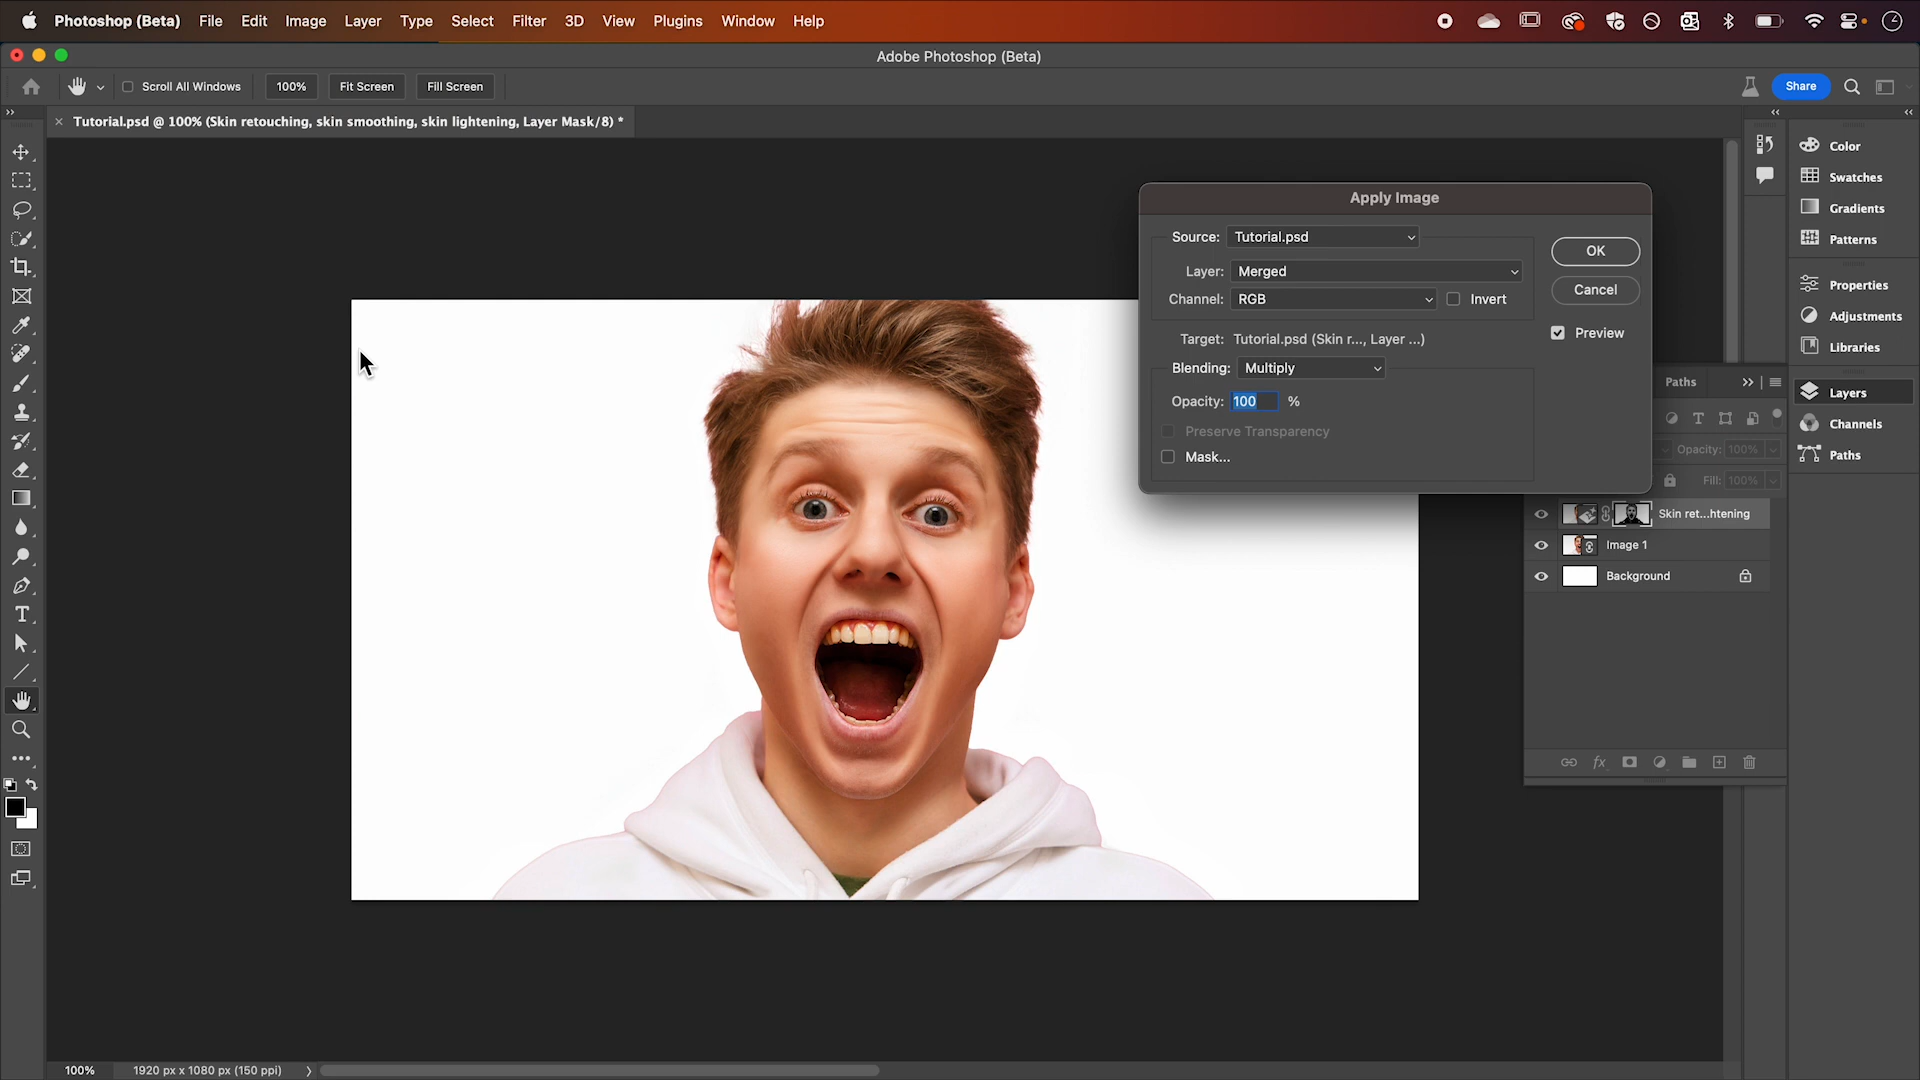 Photoshop (Beta) File Edit Image Layer Type Select Filter 3D View Plugins Window Help
Adobe Photoshop (Beta)
Scroll All Windows 100% Fit Screen Fill Screen Share
× Tutorial.psd @ 100% (Skin retouching, skin smoothing, skin lightening, Layer Mask/8) *
Color
Swatches
Gradients
Patterns
Properties
Adjustments
Libraries
Layers
Channels
Paths
Apply Image
Source: Tutorial.psd
Layer: Merged
Channel: RGB Invert
Target: Tutorial.psd (Skin r..., Layer ...)
Blending: Multiply
Opacity: 100 %
Preserve Transparency
Mask...
OK
Cancel
Preview
Paths
Opacity: 100%
Fill: 100%
Skin ret...htening
Image 1
Background
fx
100% 1920 px x 1080 px (150 ppi)